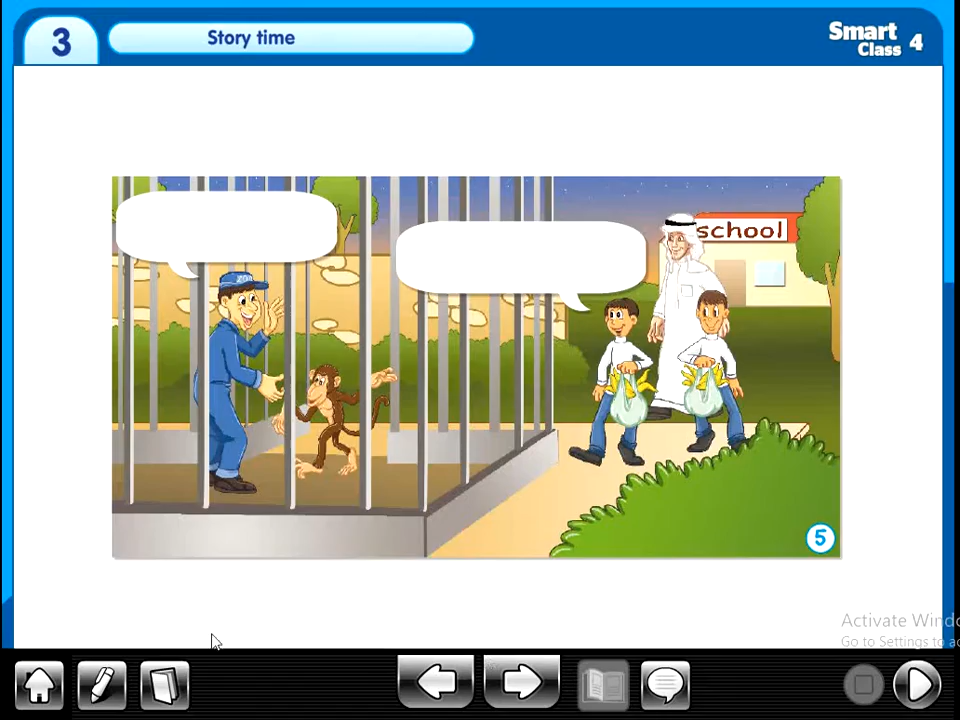 3
Story time
Smart
Class 4
school
5
Activate Windo
Go to Settings to a